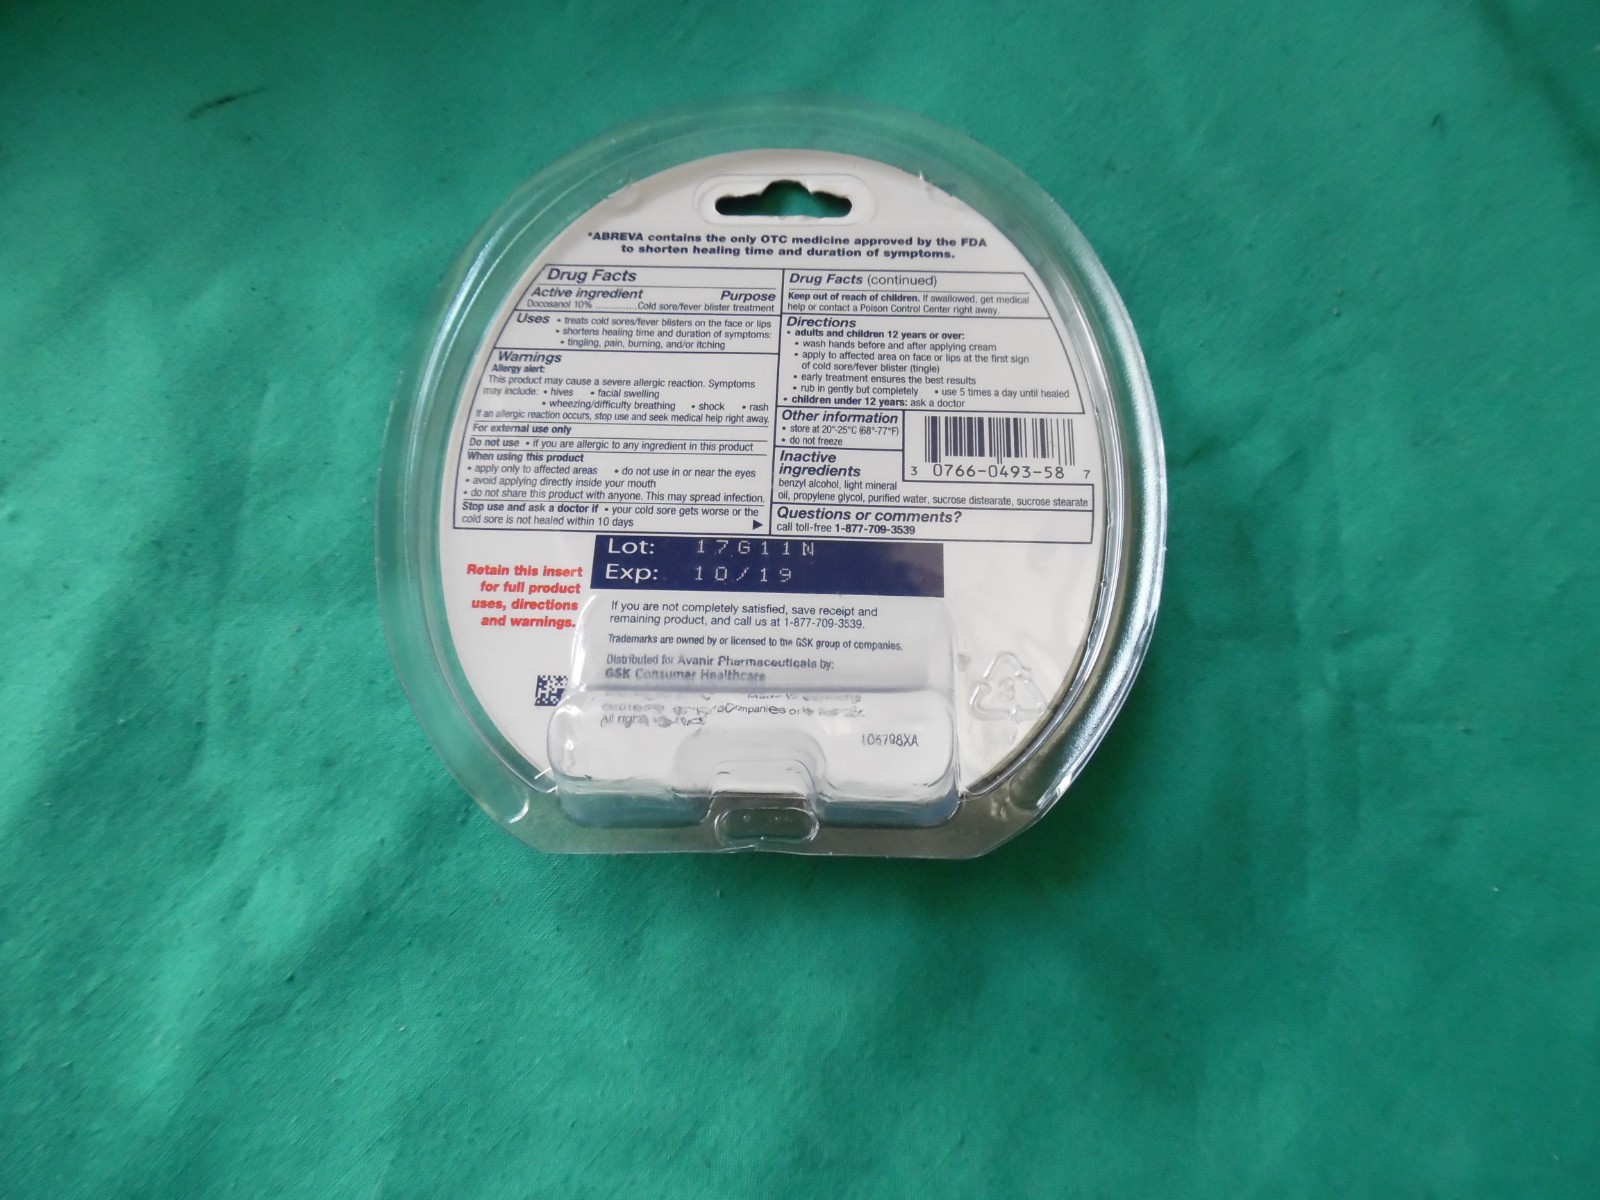 *ABREVA contains the only OTC medicine approved by the FDA
to shorten healing time and duration of symptoms.
Drug Facts
Active ingredient Purpose
Docosanol 10% ............Cold sore/fever blister treatment
Uses • treats cold sores/fever blisters on the face or lips
• shortens healing time and duration of symptoms:
• tingling, pain, burning, and/or itching
Warnings
Allergy alert:
This product may cause a severe allergic reaction. Symptoms
may include: • hives • facial swelling
• wheezing/difficulty breathing • shock • rash
If an allergic reaction occurs, stop use and seek medical help right away.
For external use only
Do not use • if you are allergic to any ingredient in this product
When using this product
• apply only to affected areas • do not use in or near the eyes
• avoid applying directly inside your mouth
• do not share this product with anyone. This may spread infection.
Stop use and ask a doctor if • your cold sore gets worse or the
cold sore is not healed within 10 days
Drug Facts (continued)
Keep out of reach of children. If swallowed, get medical
help or contact a Poison Control Center right away.
Directions
• adults and children 12 years or over:
• wash hands before and after applying cream
• apply to affected area on face or lips at the first sign
of cold sore/fever blister (tingle)
• early treatment ensures the best results
• rub in gently but completely • use 5 times a day until healed
• children under 12 years: ask a doctor
Other information
• store at 20°-25°C (68°-77°F)
• do not freeze
3 0766-0493-58 7
Inactive
ingredients
benzyl alcohol, light mineral
oil, propylene glycol, purified water, sucrose distearate, sucrose stearate
Questions or comments?
call toll-free 1-877-709-3539
Lot: 17G11N
Exp: 10/19
Retain this insert
for full product
uses, directions
and warnings.
If you are not completely satisfied, save receipt and
remaining product, and call us at 1-877-709-3539.
Trademarks are owned by or licensed to the GSK group of companies.
Distributed for Avanir Pharmaceuticals by:
GSK Consumer Healthcare
companies or
All rights
105798XA